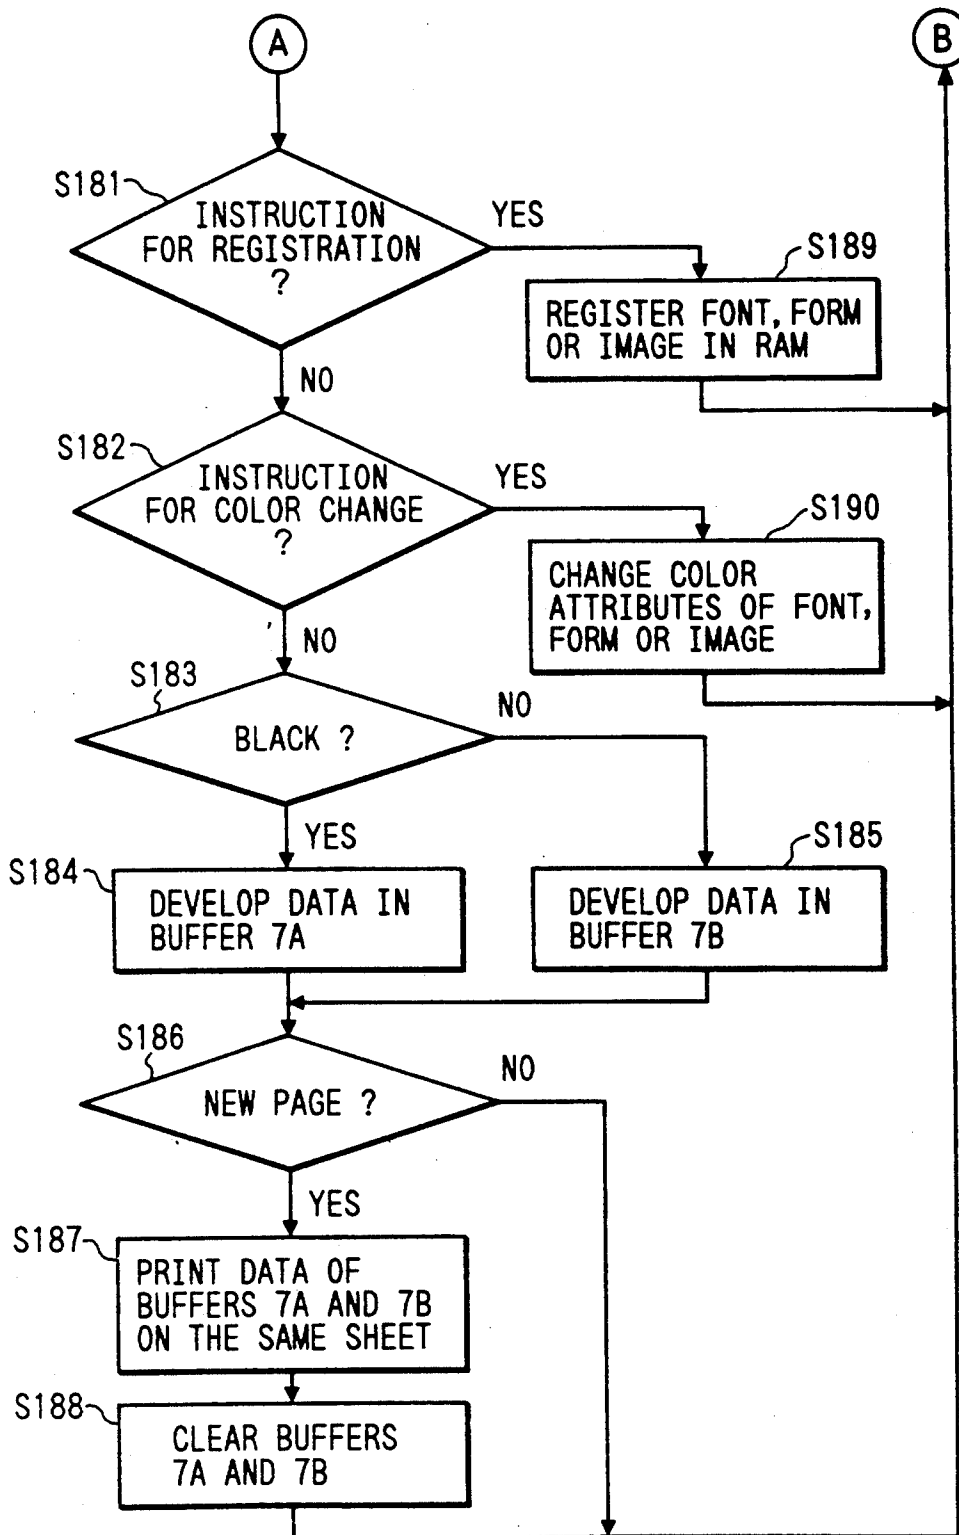 A
B
S181
INSTRUCTION
FOR REGISTRATION
?
YES
S189
REGISTER FONT, FORM
OR IMAGE IN RAM
NO
S182
INSTRUCTION
FOR COLOR CHANGE
?
YES
S190
CHANGE COLOR
ATTRIBUTES OF FONT,
FORM OR IMAGE
NO
S183
BLACK ?
NO
YES
S184
DEVELOP DATA IN
BUFFER 7A
S185
DEVELOP DATA IN
BUFFER 7B
S186
NEW PAGE ?
NO
YES
S187
PRINT DATA OF
BUFFERS 7A AND 7B
ON THE SAME SHEET
S188
CLEAR BUFFERS
7A AND 7B